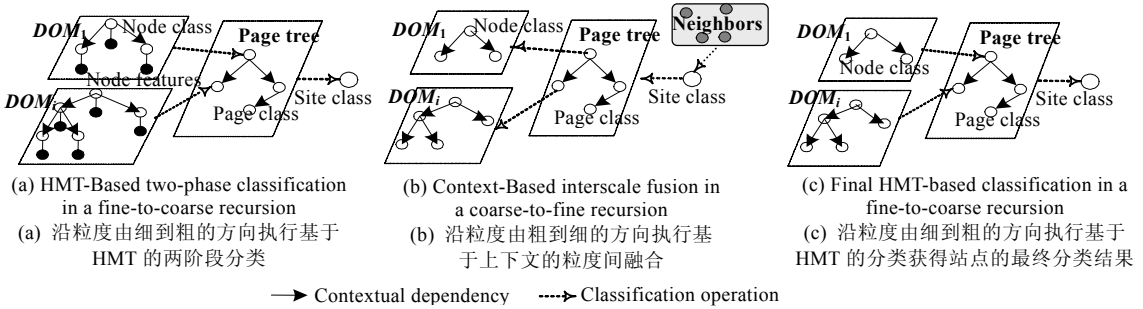 DOM1
Node class
Page tree
Node features
DOMi
Page class
Site class
(a) HMT-Based two-phase classification
in a fine-to-coarse recursion
(a) 沿粒度由细到粗的方向执行基于
HMT 的两阶段分类
DOM1
Node class
Neighbors
Page tree
DOMi
Page class
Site class
(b) Context-Based interscale fusion in
a coarse-to-fine recursion
(b) 沿粒度由粗到细的方向执行基
于上下文的粒度间融合
DOM1
Node class
Page tree
DOMi
Page class
Site class
(c) Final HMT-based classification in a
fine-to-coarse recursion
(c) 沿粒度由细到粗的方向执行基于
HMT 的分类获得站点的最终分类结果
Contextual dependency
Classification operation